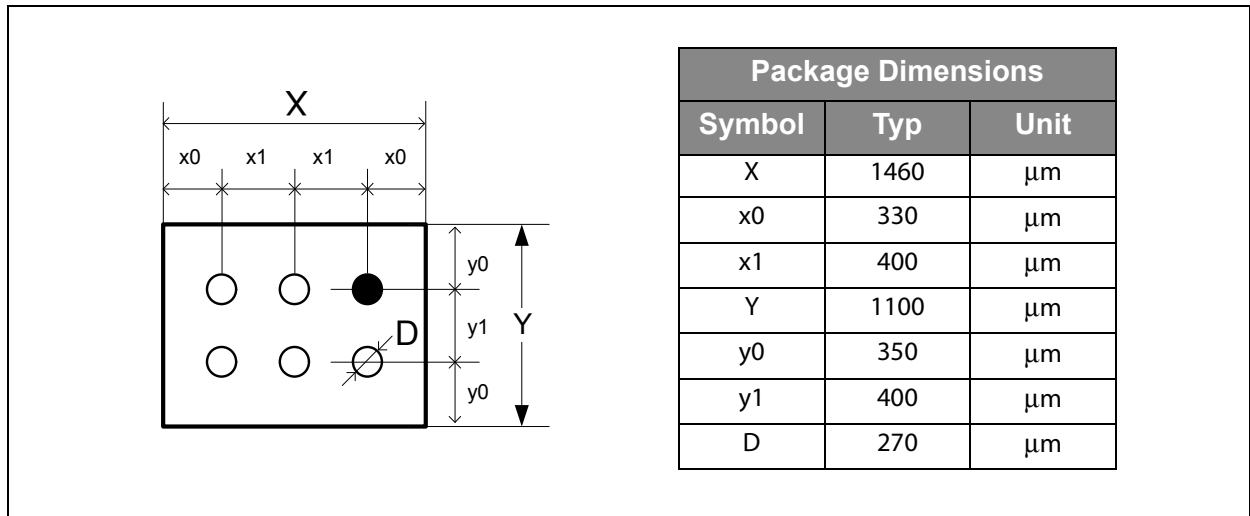 X
x0 x1 x1 x0
y0
y1 Y
D
y0
Package Dimensions
Symbol Typ Unit
X 1460 μm
x0 330 μm
x1 400 μm
Y 1100 μm
y0 350 μm
y1 400 μm
D 270 μm